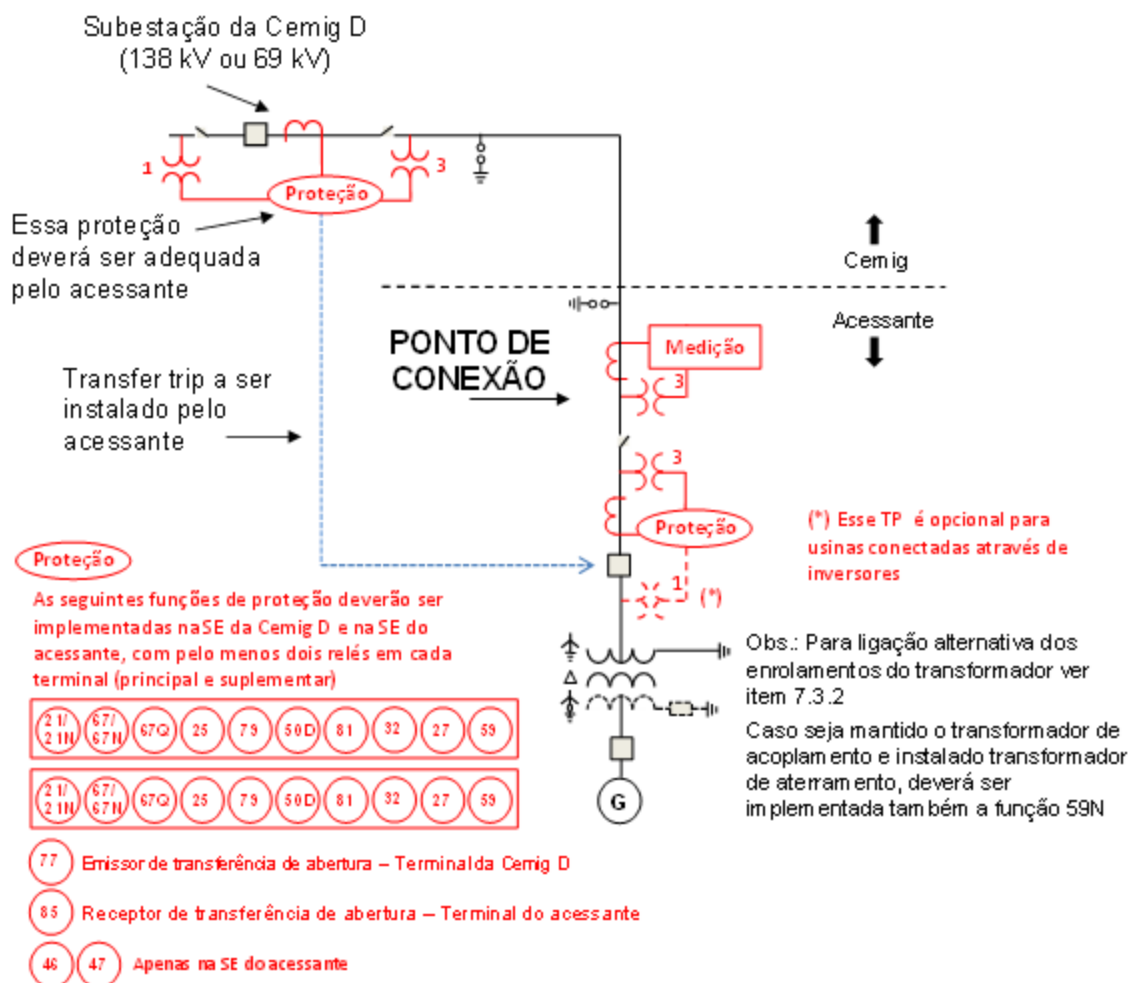 Subestação da Cemig D
(138 kV ou 69 kV)
1
3
Proteção
Essa proteção
deverá ser adequada
pelo acessante
Cemig
Acessante
PONTO DE
CONEXÃO
Medição
3
Transfer trip a ser
instalado pelo
acessante
3
Proteção
1
(*)
(*) Esse TP é opcional para
usinas conectadas através de
inversores
Proteção
As seguintes funções de proteção deverão ser
implementadas na SE da Cemig D e na SE do
acessante, com pelo menos dois relés em cada
terminal (principal e suplementar)
Obs.: Para ligação alternativa dos
enrolamentos do transformador ver
item 7.3.2
Caso seja mantido o transformador de
acoplamento e instalado transformador
de aterramento, deverá ser
implementada também a função 59N
Δ
G
21/ 67/ 67Q 25 79 50D 81 32 27 59
21N 67N
21/ 67/ 67Q 25 79 50D 81 32 27 59
21N 67N
77 Emissor de transferência de abertura – Terminal da Cemig D
85 Receptor de transferência de abertura – Terminal do acessante
46 47 Apenas na SE do acessante